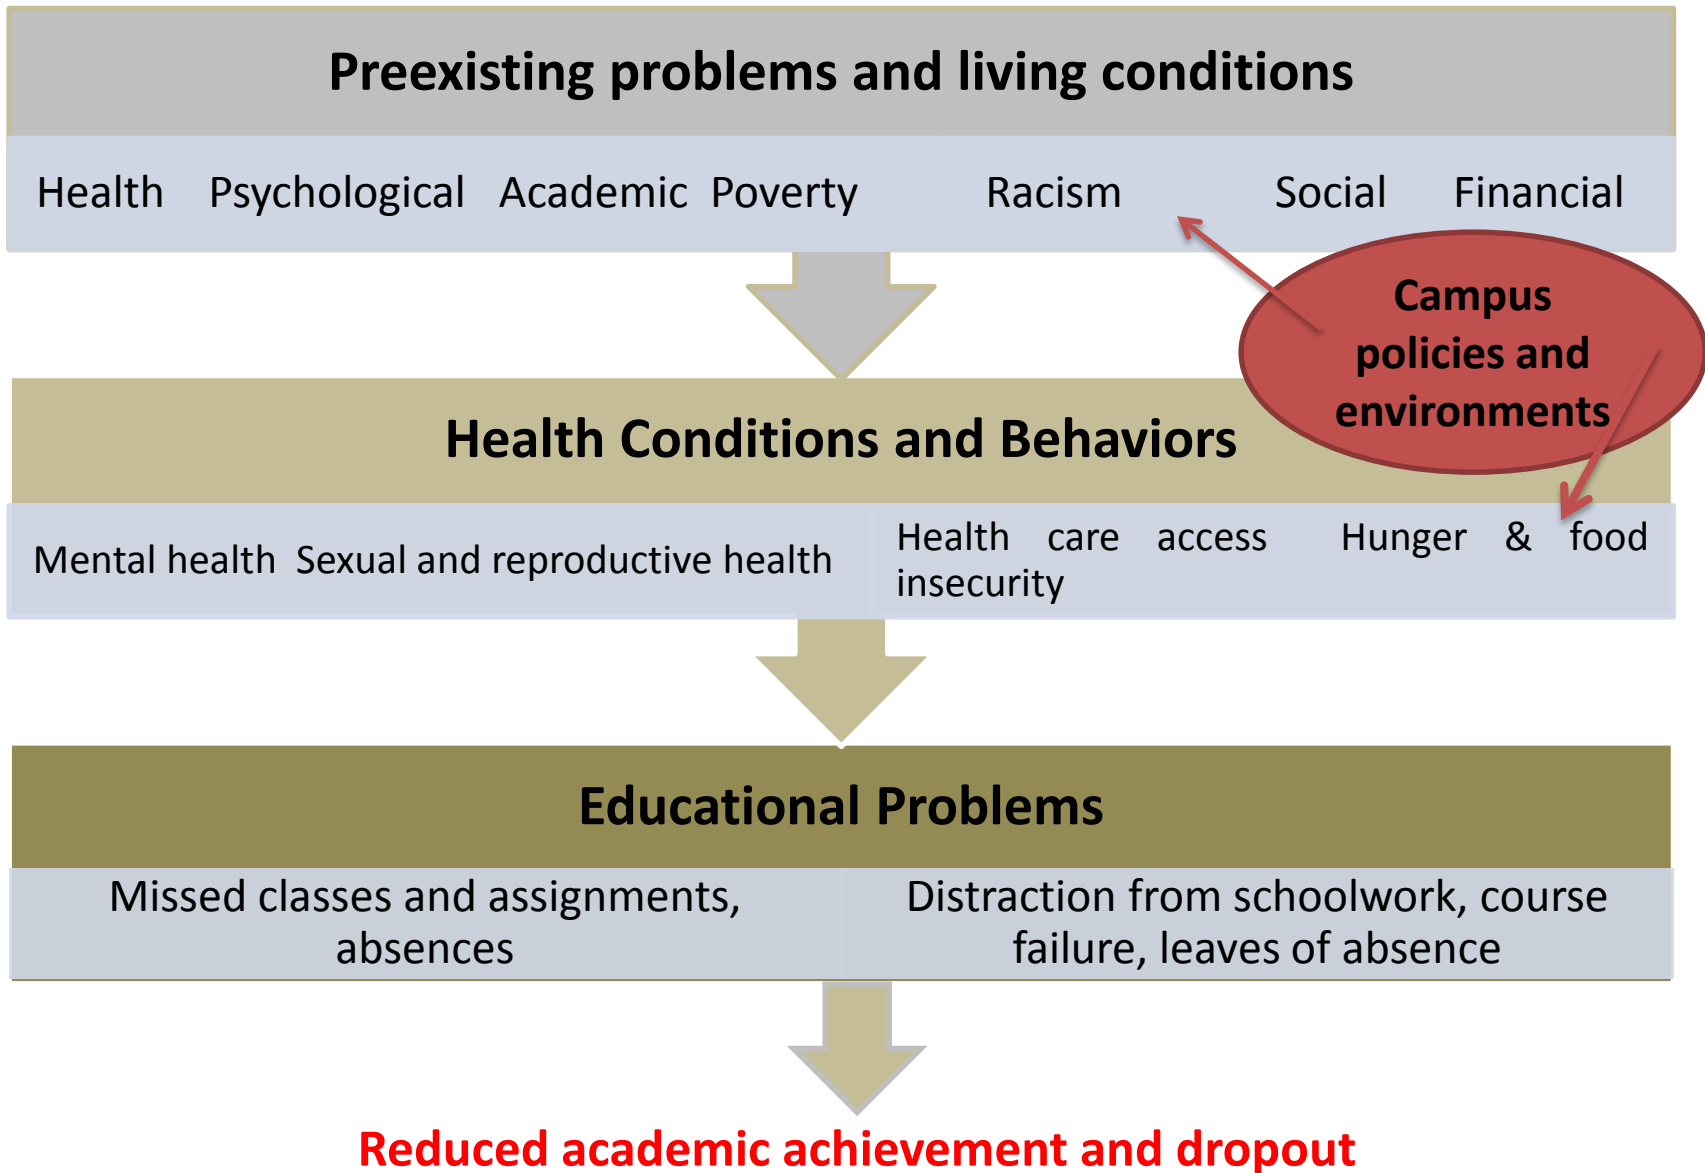 Preexisting problems and living conditions
Health Psychological Academic Poverty Racism Social Financial
Campus
policies and
environments
Health Conditions and Behaviors
Mental health Sexual and reproductive health
Health care access Hunger & food
insecurity
Educational Problems
Missed classes and assignments,
absences
Distraction from schoolwork, course
failure, leaves of absence
Reduced academic achievement and dropout